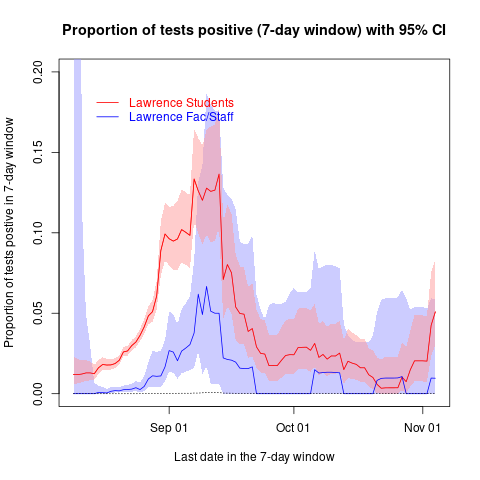 Proportion of tests positive (7-day window) with 95% CI
Proportion of tests postive in 7-day window
0.20
0.15
0.10
0.05
0.00
Lawrence Students
Lawrence Fac/Staff
Sep 01
Oct 01
Nov 01
Last date in the 7-day window